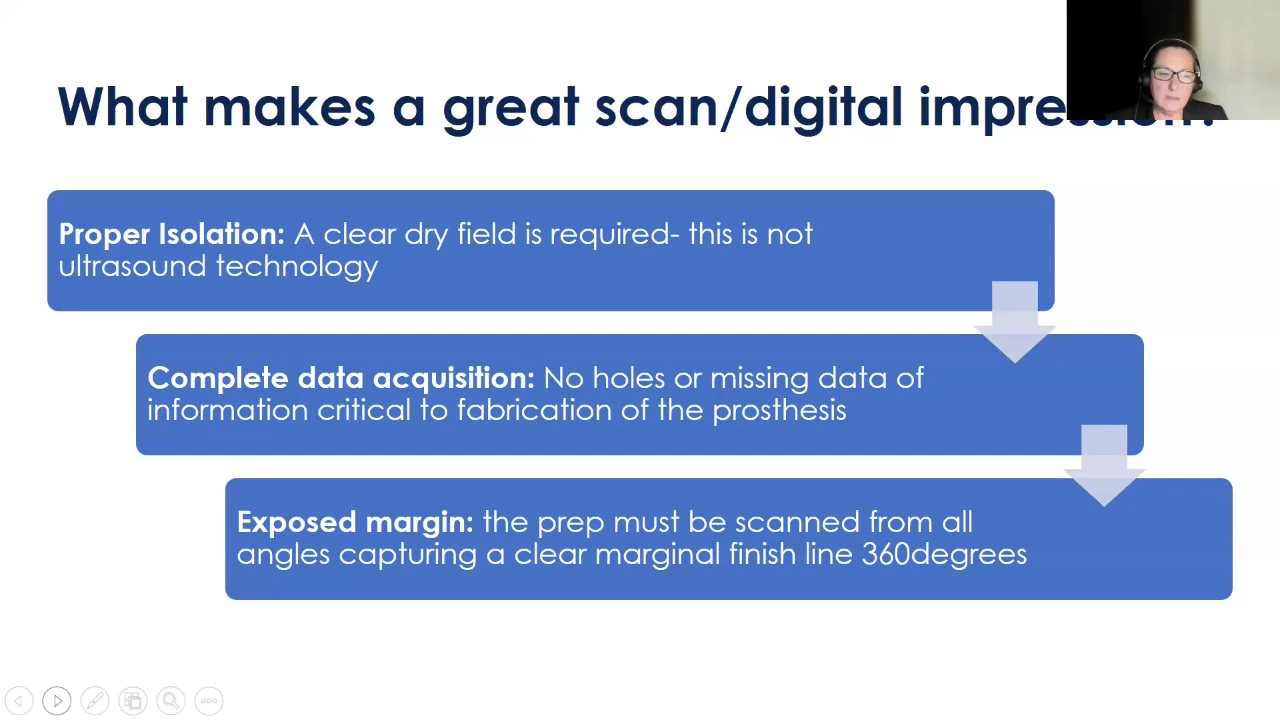 What makes a great scan/digital impression?
Proper Isolation: A clear dry field is required- this is not
ultrasound technology
Complete data acquisition: No holes or missing data of
information critical to fabrication of the prosthesis
Exposed margin: the prep must be scanned from all
angles capturing a clear marginal finish line 360degrees